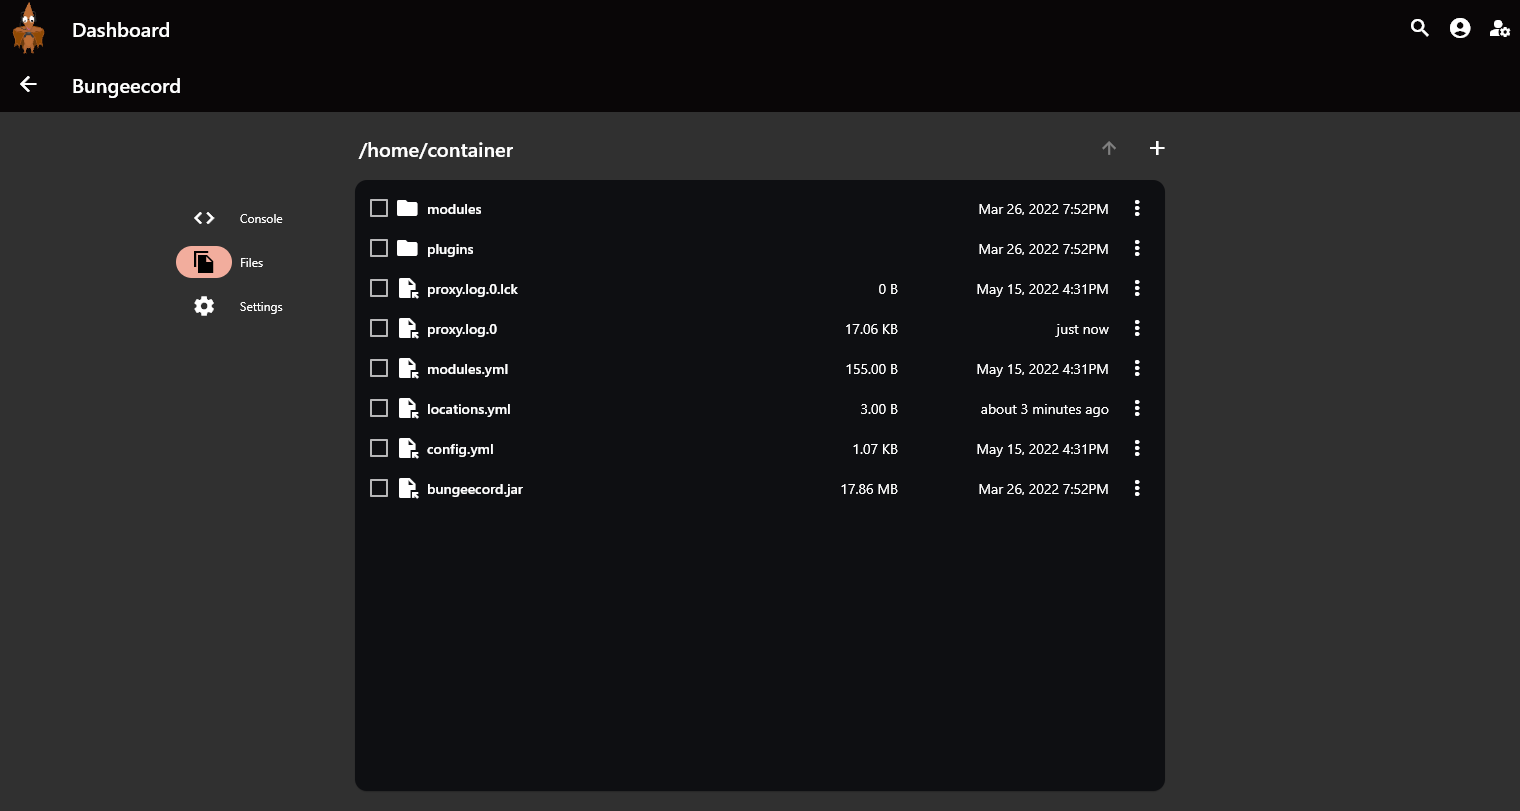 Dashboard
Bungeecord
/home/container
Console
Files
Settings
modules Mar 26, 2022 7:52PM
plugins Mar 26, 2022 7:52PM
proxy.log.0.lck 0 B May 15, 2022 4:31PM
proxy.log.0 17.06 KB just now
modules.yml 155.00 B May 15, 2022 4:31PM
locations.yml 3.00 B about 3 minutes ago
config.yml 1.07 KB May 15, 2022 4:31PM
bungeecord.jar 17.86 MB Mar 26, 2022 7:52PM